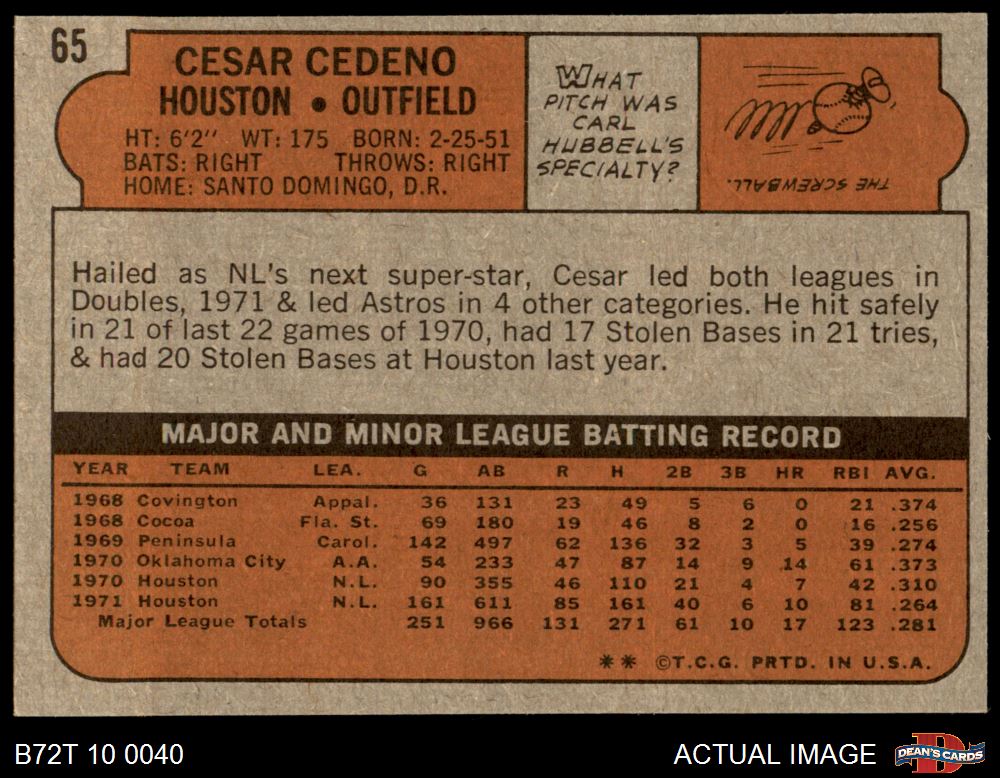 65
CESAR CEDENO
HOUSTON • OUTFIELD
HT: 6'2" WT: 175 BORN: 2-25-51
BATS: RIGHT THROWS: RIGHT
HOME: SANTO DOMINGO, D.R.
WHAT
PITCH WAS
CARL
HUBBELL'S
SPECIALTY?
THE SCREWBALL.
Hailed as NL's next super-star, Cesar led both leagues in
Doubles, 1971 & led Astros in 4 other categories. He hit safely
in 21 of last 22 games of 1970, had 17 Stolen Bases in 21 tries,
& had 20 Stolen Bases at Houston last year.
MAJOR AND MINOR LEAGUE BATTING RECORD
YEAR TEAM LEA. G AB R H 2B 3B HR RBI AVG.
1968 Covington Appal. 36 131 23 49 5 6 0 21 .374
1968 Cocoa Fla. St. 69 180 19 46 8 2 0 16 .256
1969 Peninsula Carol. 142 497 62 136 32 3 5 39 .274
1970 Oklahoma City A.A. 54 233 47 87 14 9 14 61 .373
1970 Houston N.L. 90 355 46 110 21 4 7 42 .310
1971 Houston N.L. 161 611 85 161 40 6 10 81 .264
Major League Totals 251 966 131 271 61 10 17 123 .281
** ©T.C.G. PRTD. IN U.S.A.
B72T 10 0040
ACTUAL IMAGE
D
DEAN'S CARDS